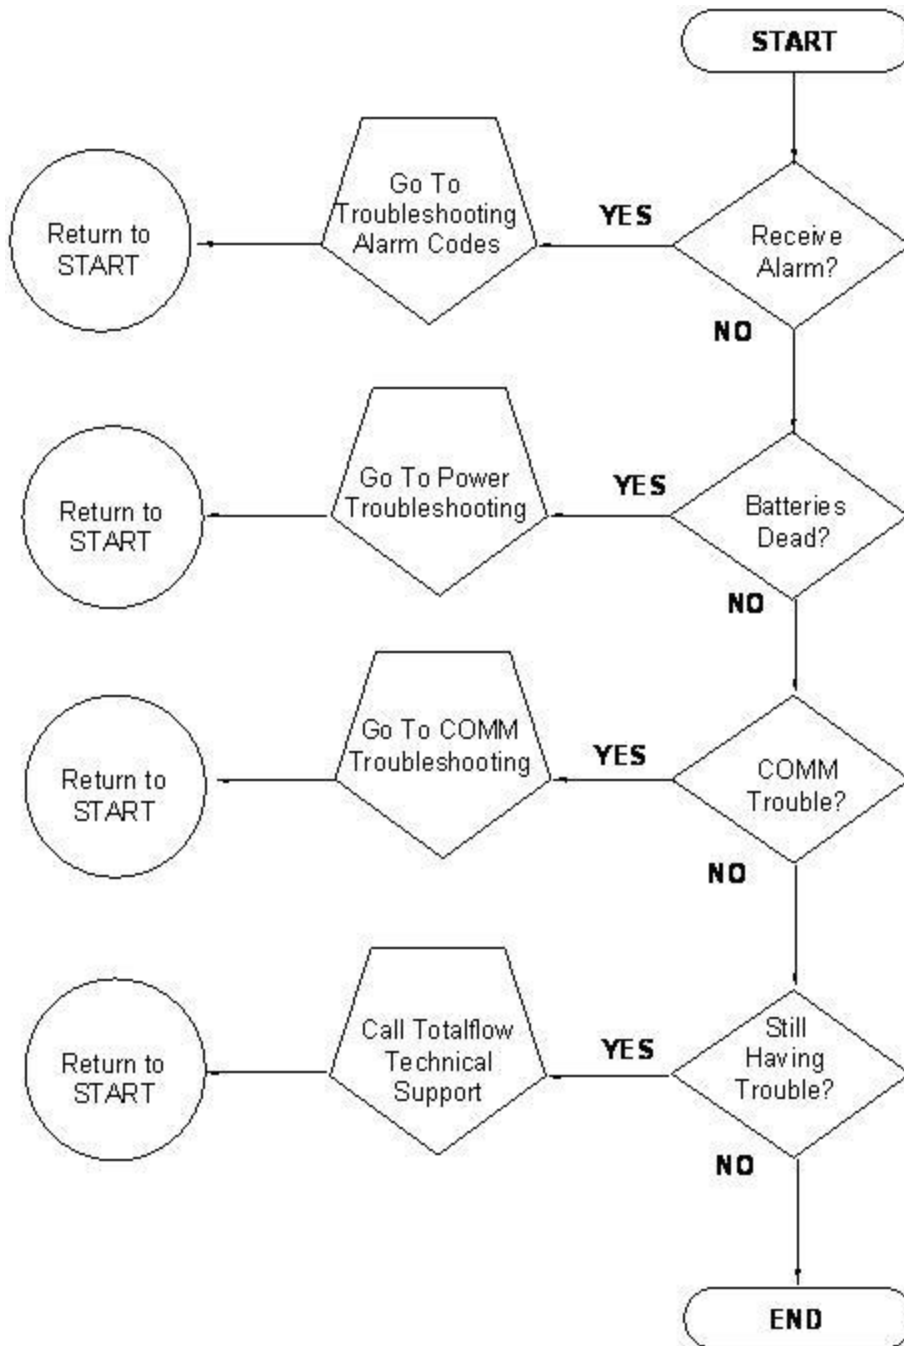 START
Receive
Alarm?
YES
Go To
Troubleshooting
Alarm Codes
Return to
START
NO
Batteries
Dead?
YES
Go To Power
Troubleshooting
Return to
START
NO
COMM
Trouble?
YES
Go To COMM
Troubleshooting
Return to
START
NO
Still
Having
Trouble?
YES
Call Totalflow
Technical
Support
Return to
START
NO
END